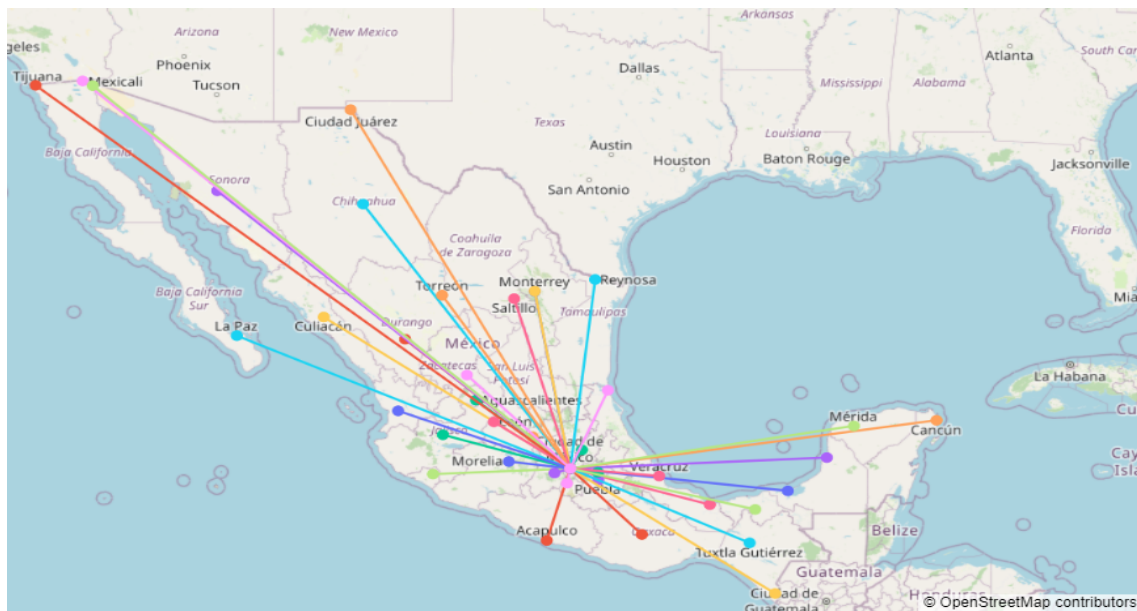 Arkansas
geles
Arizona
New Mexico
Atlanta
South Car
Phoenix
Tijuana
Mexicali
Tucson
Dallas
Mississippi
Alabama
Ciudad Juárez
Texas
Louisiana
Baja California
Austin
Houston
Baton Rouge
Jacksonville
Sonora
San Antonio
Chihuahua
Florida
Coahuila
de Zaragoza
Torreón
Monterrey
Reynosa
Baja California
Sur
Saltillo
Tamaulipas
Mia
La Paz
Culiacán
Durango
México
Zacatecas
San Luis
Potosí
La Habana
Aguascalientes
León
Mérida
Cancún
Jalisco
Ciudad de
México
Morelia
Veracruz
Puebla
Cay
Isl
Cu
Acapulco
Oaxaca
Tuxtla Gutiérrez
Belize
Guatemala
Ciudad de
Guatemala
Honduras
© OpenStreetMap contributors